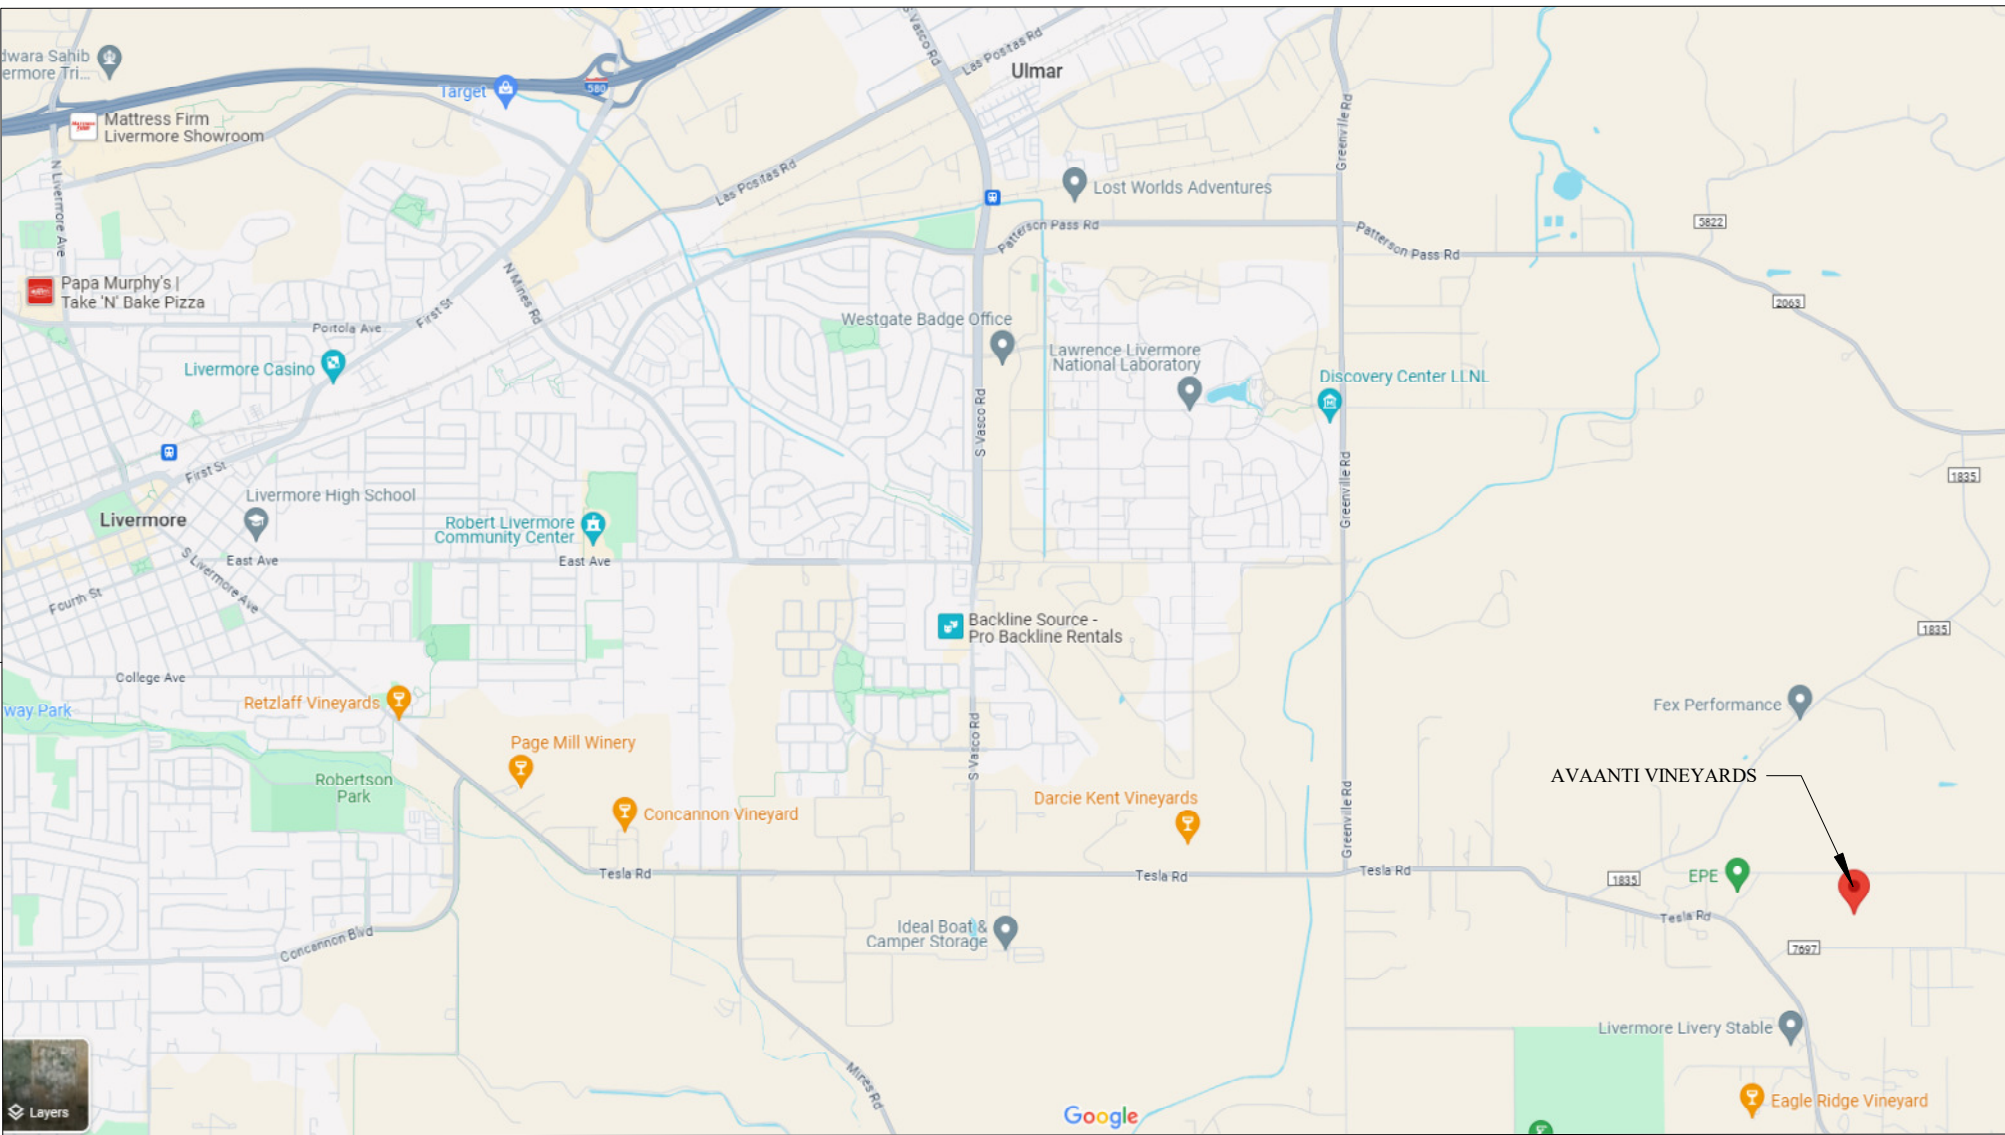 dwara Sahib
ermore Tri...
Target
580
S Vasco Rd
Las Positas Rd
Ulmar
Mattress Firm
Livermore Showroom
N Livermore Ave
Greenville Rd
Las Positas Rd
Lost Worlds Adventures
Patterson Pass Rd
Patterson Pass Rd
5822
Papa Murphy's |
Take 'N' Bake Pizza
N Mines Rd
2063
Portola Ave
First St
Westgate Badge Office
Lawrence Livermore
National Laboratory
Livermore Casino
Discovery Center LLNL
S Vasco Rd
First St
Greenville Rd
1835
Livermore High School
Livermore
Robert Livermore
Community Center
East Ave
East Ave
S Livermore Ave
Fourth St
Backline Source -
Pro Backline Rentals
1835
College Ave
way Park
Retzlaff Vineyards
Fex Performance
Page Mill Winery
S Vasco Rd
Robertson
Park
AVAANTI VINEYARDS
Concannon Vineyard
Darcie Kent Vineyards
Greenville Rd
Tesla Rd
Tesla Rd
Tesla Rd
1835
EPE
Tesla Rd
Concannon Blvd
Ideal Boat &
Camper Storage
7697
Livermore Livery Stable
Mines Rd
Layers
Google
Eagle Ridge Vineyard